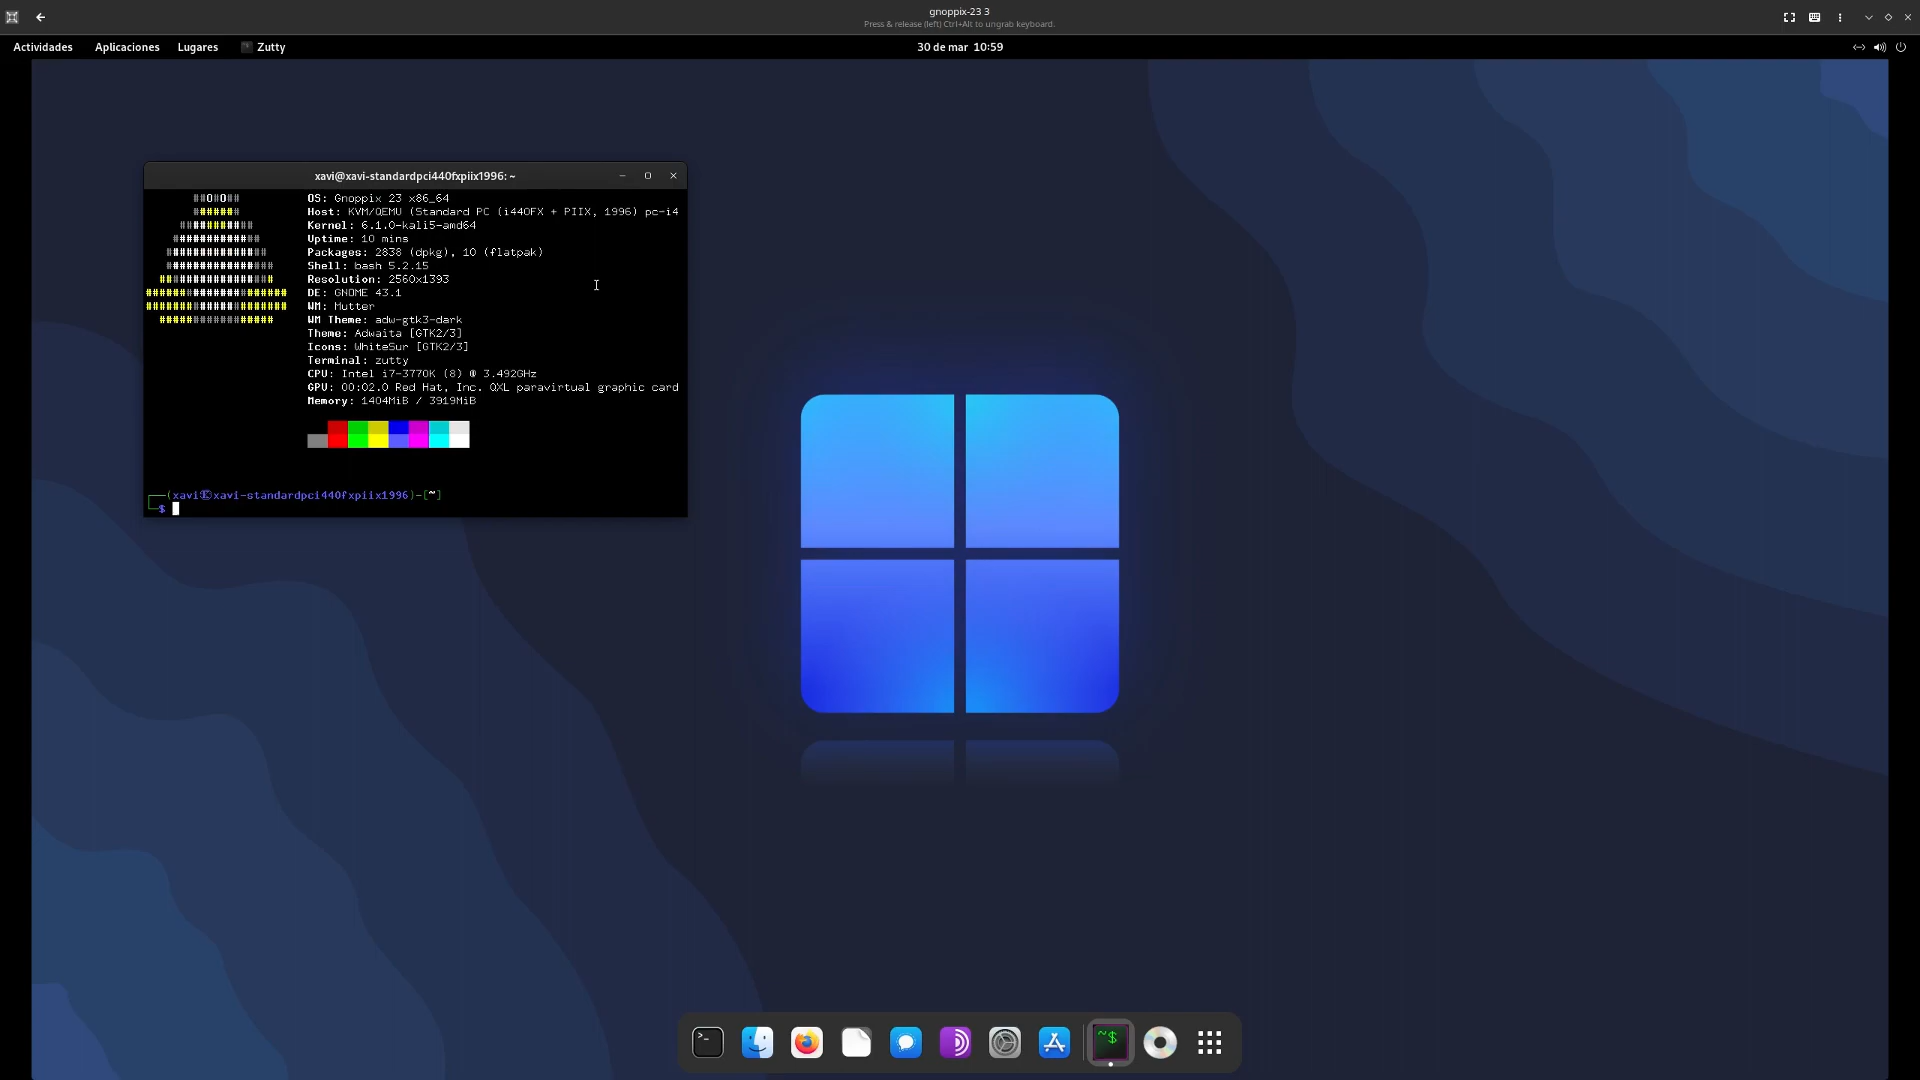 gnoppix-23 3
Press & release (left) Ctrl+Alt to ungrab keyboard.
Actividades Aplicaciones Lugares Zutty 30 de mar 10:59
xavi@xavi-standardpci440fxpiix1996: ~
OS: Gnoppix 23 x86_64
Host: KVM/QEMU (Standard PC (i440FX + PIIX, 1996) pc-i4
Kernel: 6.1.0-kali5-amd64
Uptime: 10 mins
Packages: 2838 (dpkg), 10 (flatpak)
Shell: bash 5.2.15
Resolution: 2560x1393
DE: GNOME 43.1
WM: Mutter
WM Theme: adw-gtk3-dark
Theme: Adwaita [GTK2/3]
Icons: WhiteSur [GTK2/3]
Terminal: zutty
CPU: Intel i7-3770K (8) @ 3.492GHz
GPU: 00:02.0 Red Hat, Inc. QXL paravirtual graphic card
Memory: 1404MiB / 3919MiB
┌──(xavi㉿xavi-standardpci440fxpiix1996)-[~]
└─$